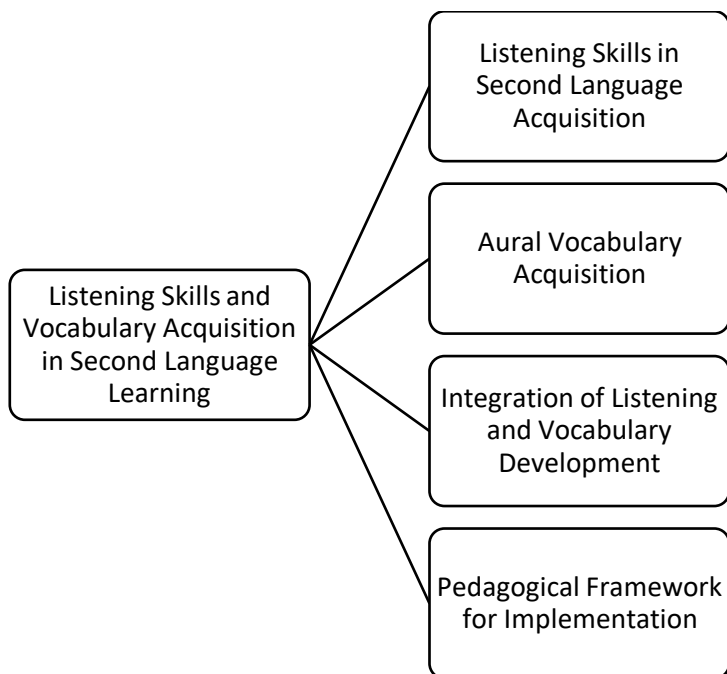 Listening Skills and
Vocabulary Acquisition
in Second Language
Learning
Listening Skills in
Second Language
Acquisition
Aural Vocabulary
Acquisition
Integration of Listening
and Vocabulary
Development
Pedagogical Framework
for Implementation